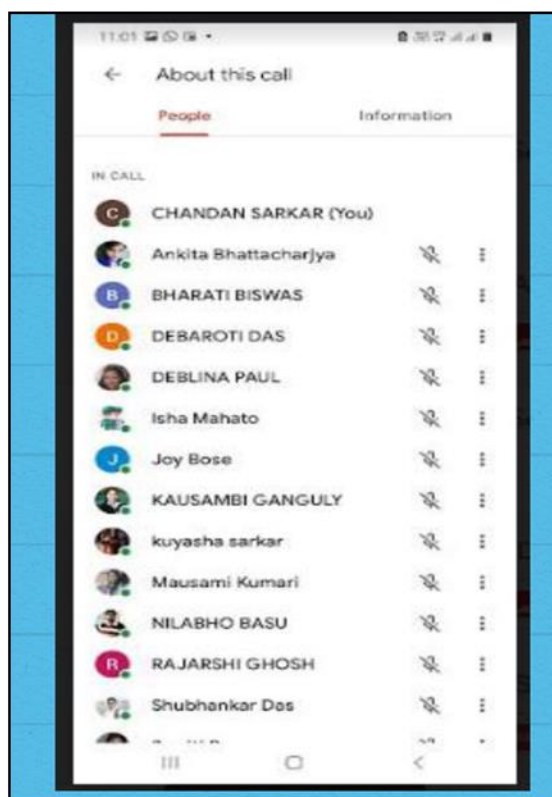 11:01
About this call
People Information
IN CALL
C CHANDAN SARKAR (You)
Ankita Bhattacharjya
B BHARATI BISWAS
D DEBAROTI DAS
DEBLINA PAUL
Isha Mahato
J Joy Bose
KAUSAMBI GANGULY
kuyasha sarkar
Mausami Kumari
NILABHO BASU
R RAJARSHI GHOSH
Shubhankar Das